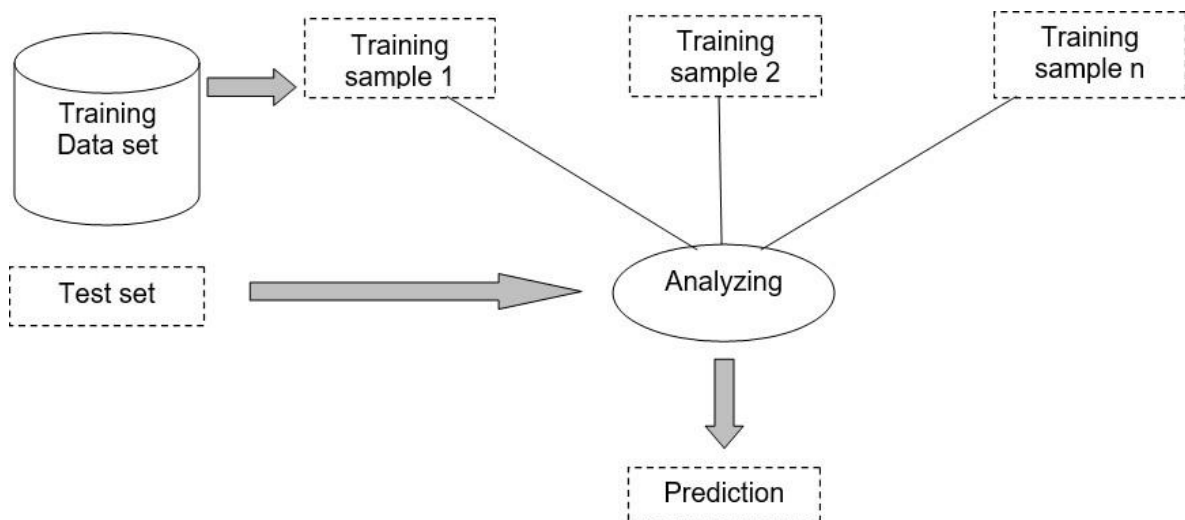 Training
Data set
Training
sample 1
Training
sample 2
Training
sample n
Test set
Analyzing
Prediction